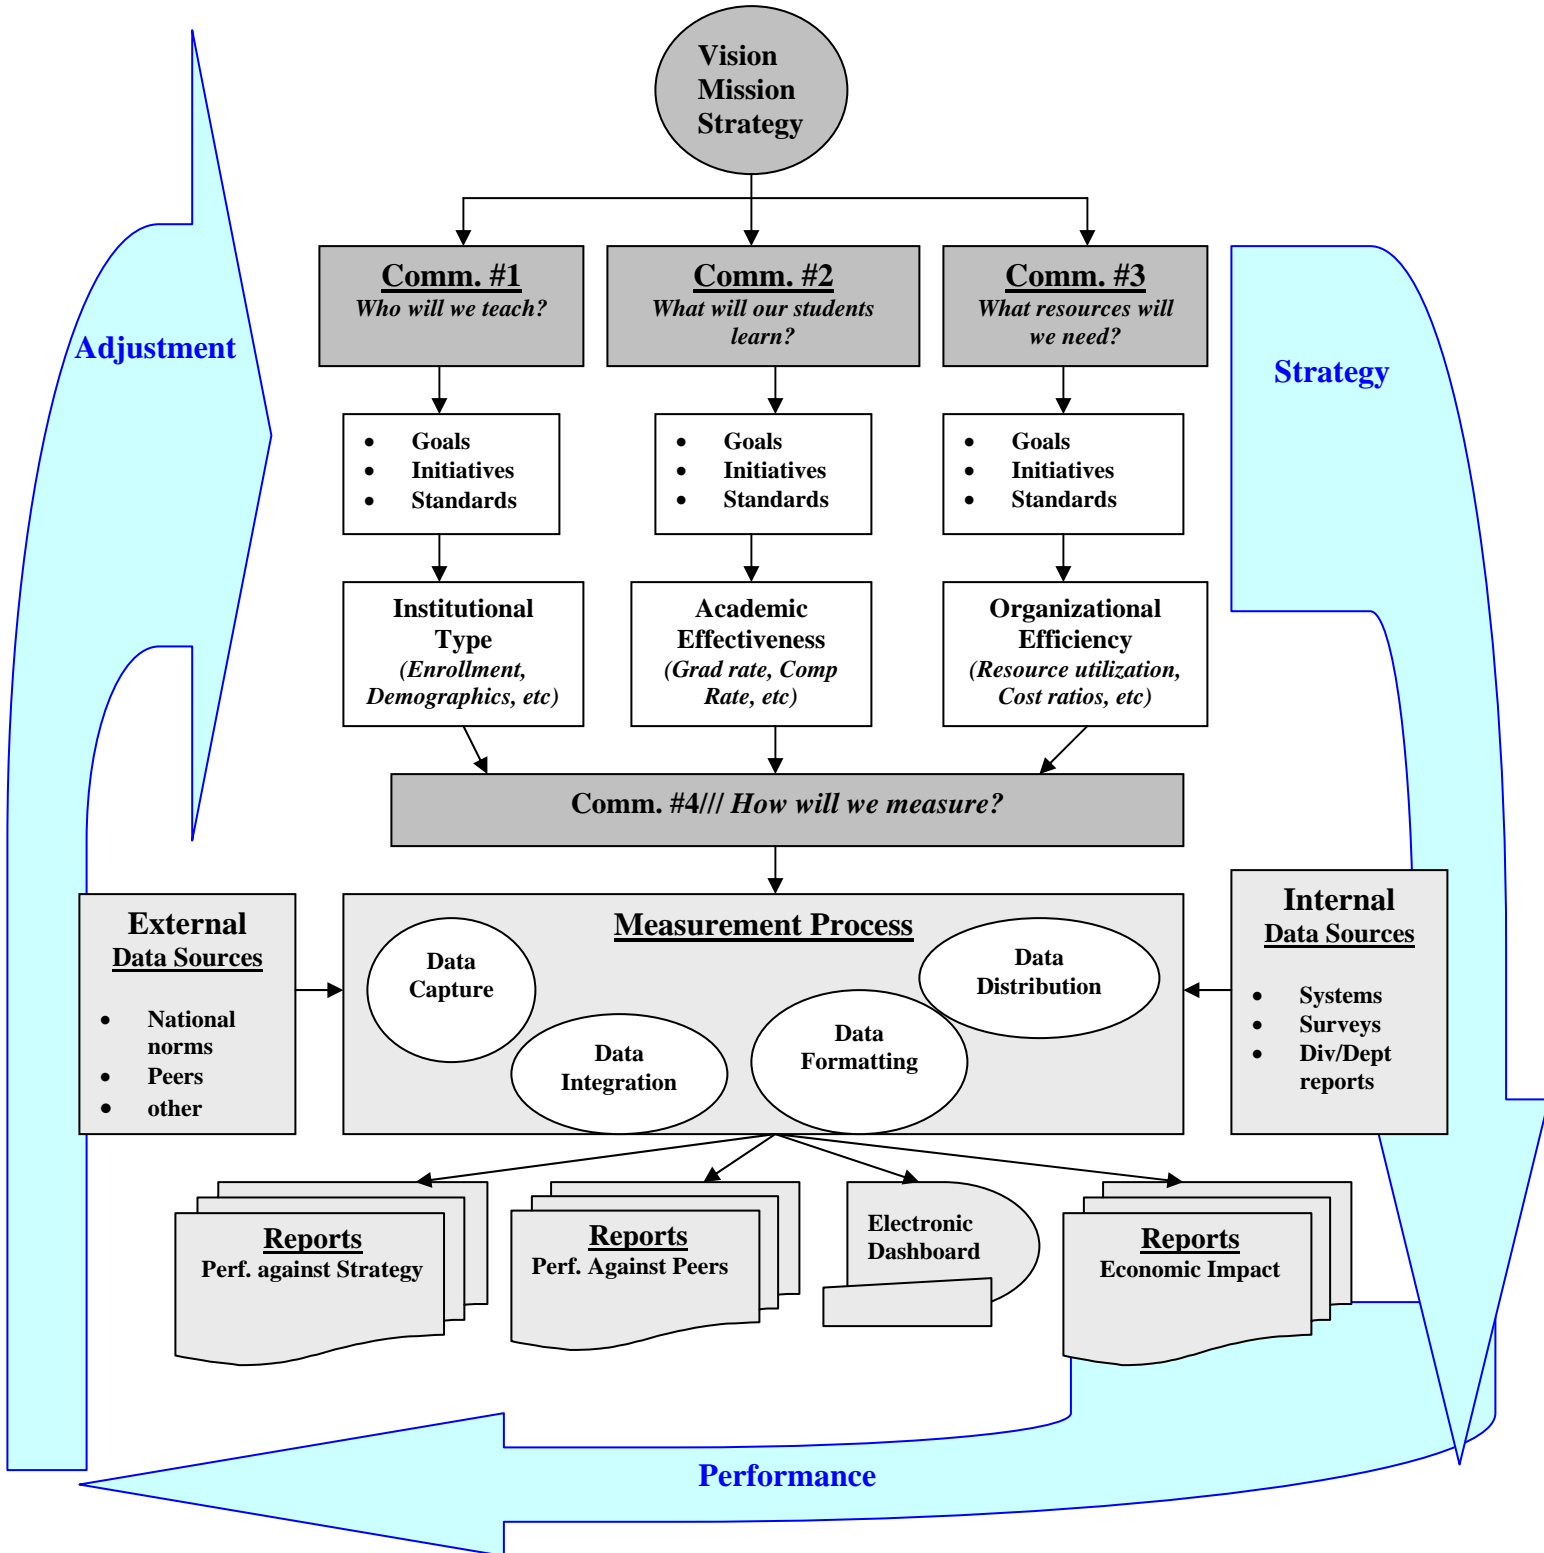 Vision
Mission
Strategy
Comm. #1
Who will we teach?
Comm. #2
What will our students
learn?
Comm. #3
What resources will
we need?
Adjustment
Strategy
• Goals
• Initiatives
• Standards
• Goals
• Initiatives
• Standards
• Goals
• Initiatives
• Standards
Institutional
Type
(Enrollment,
Demographics, etc)
Academic
Effectiveness
(Grad rate, Comp
Rate, etc)
Organizational
Efficiency
(Resource utilization,
Cost ratios, etc)
Comm. #4/// How will we measure?
External
Data Sources
• National
norms
• Peers
• other
Measurement Process
Data
Capture
Data
Integration
Data
Formatting
Data
Distribution
Internal
Data Sources
• Systems
• Surveys
• Div/Dept
reports
Reports
Perf. against Strategy
Reports
Perf. Against Peers
Electronic
Dashboard
Reports
Economic Impact
Performance